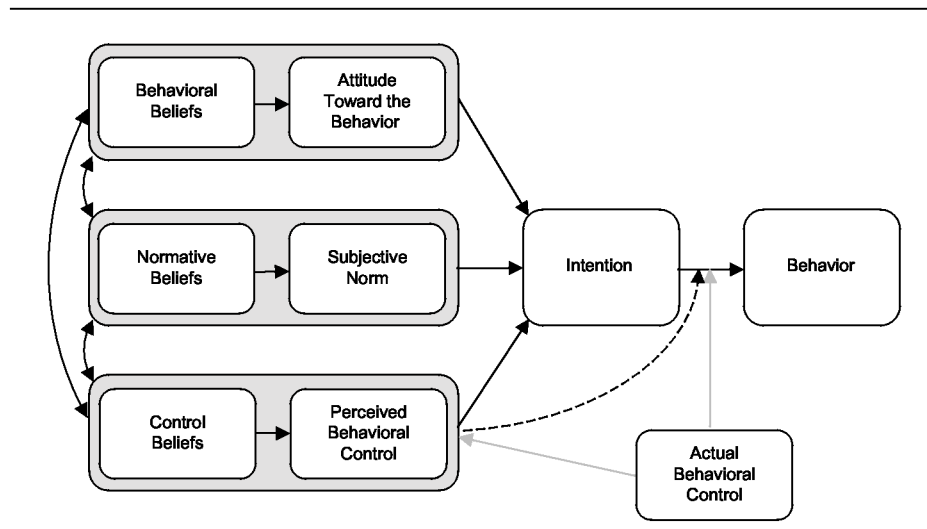 Behavioral
Beliefs
Attitude
Toward the
Behavior
Normative
Beliefs
Subjective
Norm
Intention
Behavior
Control
Beliefs
Perceived
Behavioral
Control
Actual
Behavioral
Control